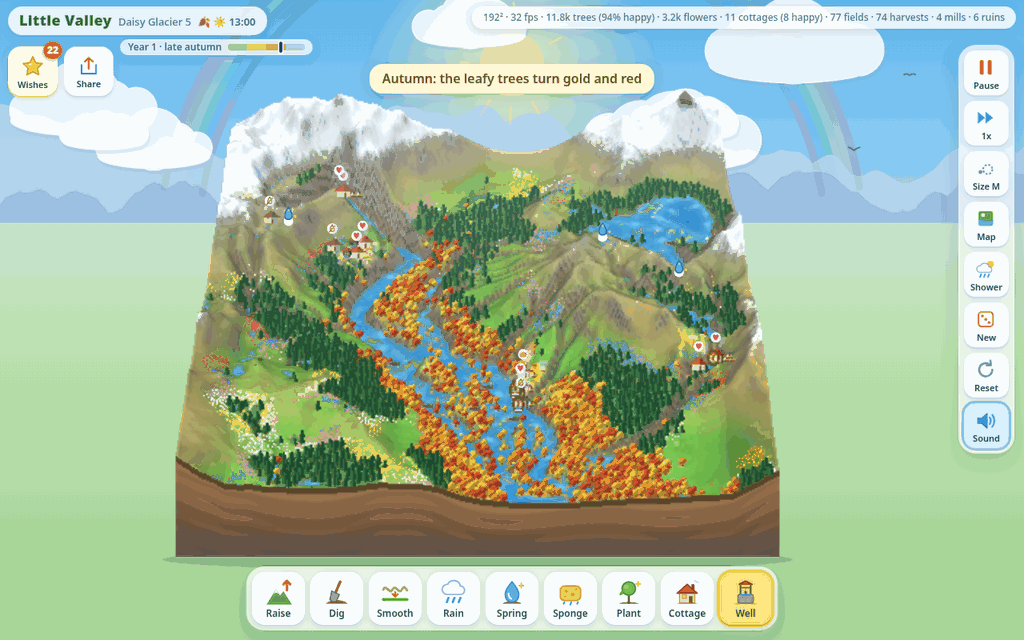 Little Valley Daisy Glacier 5 13:00
192² · 32 fps · 11.8k trees (94% happy) · 3.2k flowers · 11 cottages (8 happy) · 77 fields · 74 harvests · 4 mills · 6 ruins
Year 1 · late autumn
22
Wishes
Share
Autumn: the leafy trees turn gold and red
Pause
1x
Size M
Map
Shower
New
Reset
Sound
Raise
Dig
Smooth
Rain
Spring
Sponge
Plant
Cottage
Well